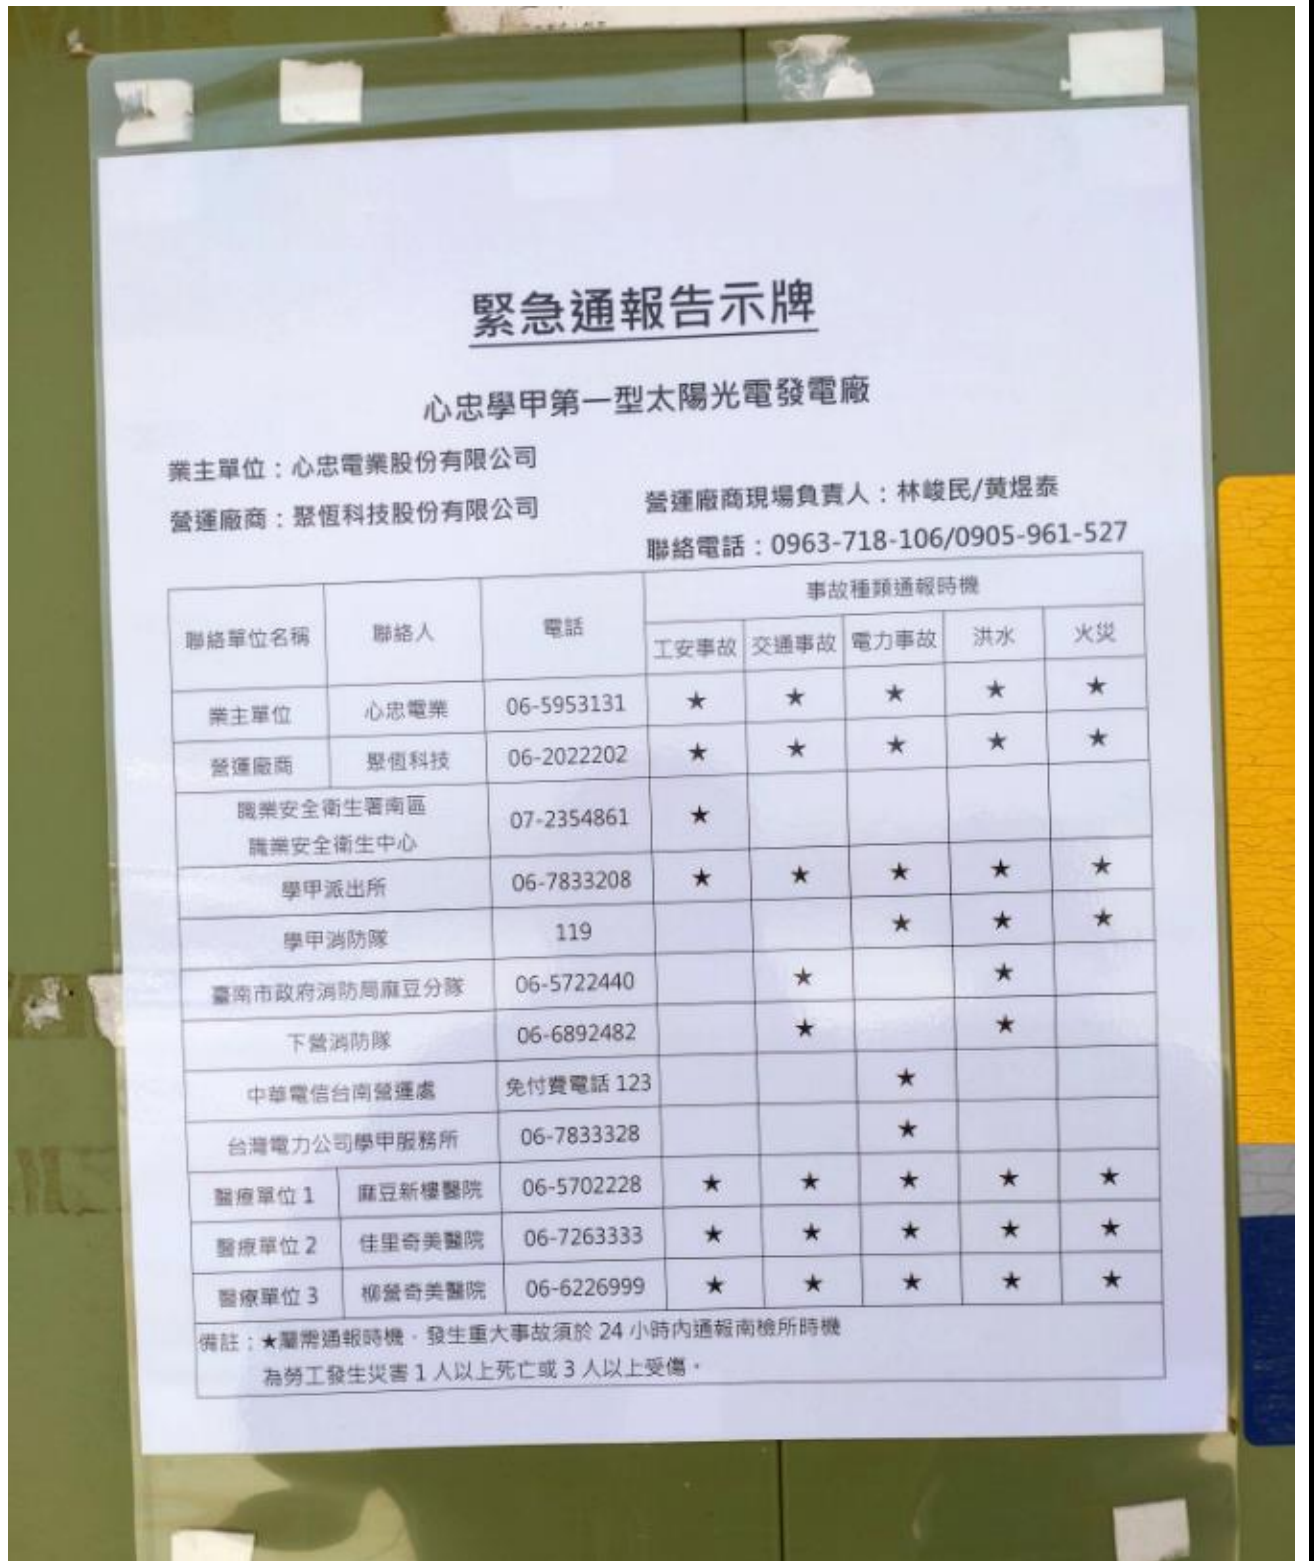 緊急通報告示牌
心忠學甲第一型太陽光電發電廠
業主單位：心忠電業股份有限公司
營運廠商：聚恆科技股份有限公司 營運廠商現場負責人：林峻民/黃煜泰
聯絡電話：0963-718-106/0905-961-527
聯絡單位名稱 聯絡人 電話 事故種類通報時機
工安事故 交通事故 電力事故 洪水 火災
業主單位 心忠電業 06-5953131 ★ ★ ★ ★ ★
營運廠商 聚恆科技 06-2022202 ★ ★ ★ ★ ★
職業安全衛生署南區
職業安全衛生中心 07-2354861 ★
學甲派出所 06-7833208 ★ ★ ★ ★ ★
學甲消防隊 119 ★ ★ ★
臺南市政府消防局麻豆分隊 06-5722440 ★ ★
下營消防隊 06-6892482 ★ ★
中華電信台南營運處 免付費電話 123 ★
台灣電力公司學甲服務所 06-7833328 ★
醫療單位 1 麻豆新樓醫院 06-5702228 ★ ★ ★ ★ ★
醫療單位 2 佳里奇美醫院 06-7263333 ★ ★ ★ ★ ★
醫療單位 3 柳營奇美醫院 06-6226999 ★ ★ ★ ★ ★
備註：★屬需通報時機，發生重大事故須於 24 小時內通報南檢所時機
為勞工發生災害 1 人以上死亡或 3 人以上受傷。